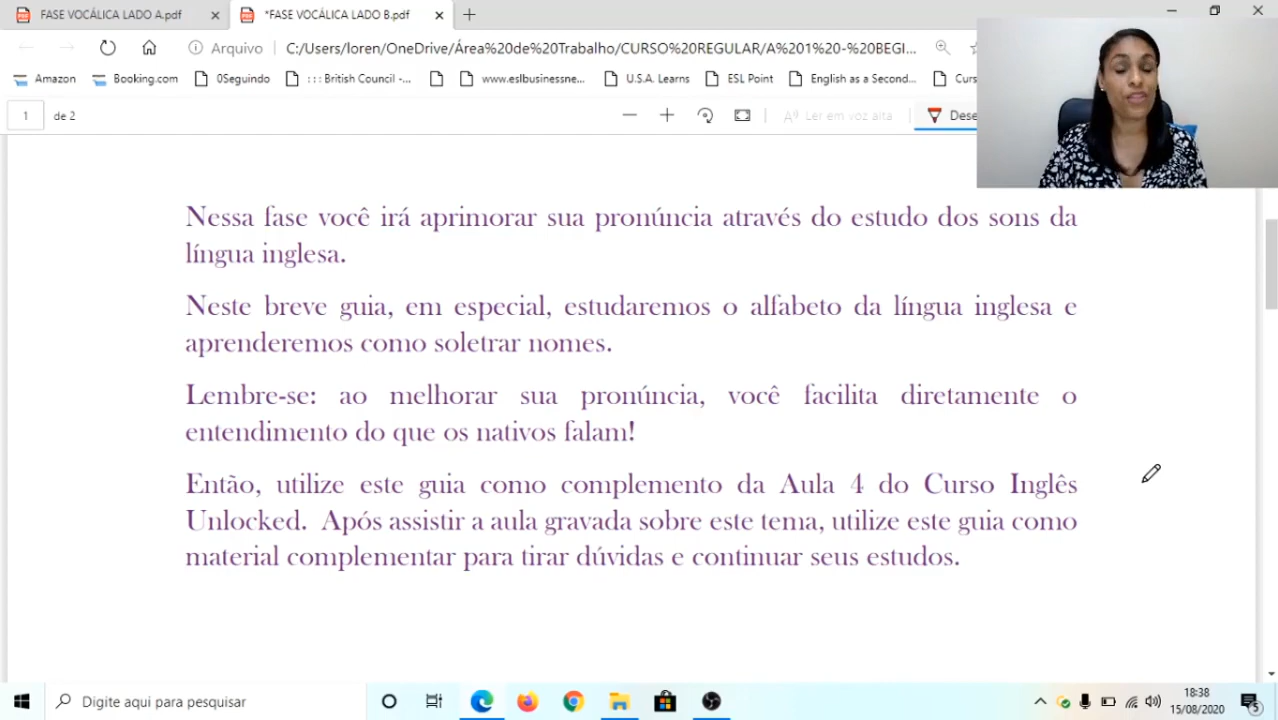 FASE VOCÁLICA LADO A.pdf
*FASE VOCÁLICA LADO B.pdf
Arquivo
C:/Users/loren/OneDrive/Área%20de%20Trabalho/CURSO%20REGULAR/A%201%20-%20BEGI...
Amazon
Booking.com
0Seguindo
: : : British Council -...
www.eslbusinessne...
U.S.A. Learns
ESL Point
English as a Second...
1 de 2
Ler em voz alta
Nessa fase você irá aprimorar sua pronúncia através do estudo dos sons da
língua inglesa.
Neste breve guia, em especial, estudaremos o alfabeto da língua inglesa e
aprenderemos como soletrar nomes.
Lembre-se: ao melhorar sua pronúncia, você facilita diretamente o
entendimento do que os nativos falam!
Então, utilize este guia como complemento da Aula 4 do Curso Inglês
Unlocked. Após assistir a aula gravada sobre este tema, utilize este guia como
material complementar para tirar dúvidas e continuar seus estudos.
Digite aqui para pesquisar
18:38
15/08/2020
5